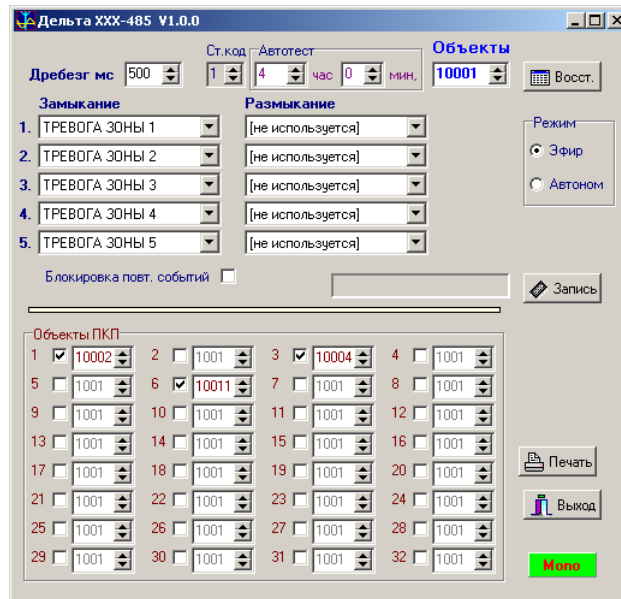 Дельта XXX-485 V1.0.0
Ст.код Автотест Объекты
Дребезг мс 500 1 4 час 0 мин, 10001 Восст.
Замыкание Размыкание
1. ТРЕВОГА ЗОНЫ 1 [не используется]
2. ТРЕВОГА ЗОНЫ 2 [не используется]
3. ТРЕВОГА ЗОНЫ 3 [не используется]
4. ТРЕВОГА ЗОНЫ 4 [не используется]
5. ТРЕВОГА ЗОНЫ 5 [не используется]
Режим
Эфир
Автоном
Блокировка повт. событий
Запись
Объекты ПКП
1 10002 2 1001 3 10004 4 1001
5 1001 6 10011 7 1001 8 1001
9 1001 10 1001 11 1001 12 1001
13 1001 14 1001 15 1001 16 1001
17 1001 18 1001 19 1001 20 1001
21 1001 22 1001 23 1001 24 1001
25 1001 26 1001 27 1001 28 1001
29 1001 30 1001 31 1001 32 1001
Печать
Выход
Mono